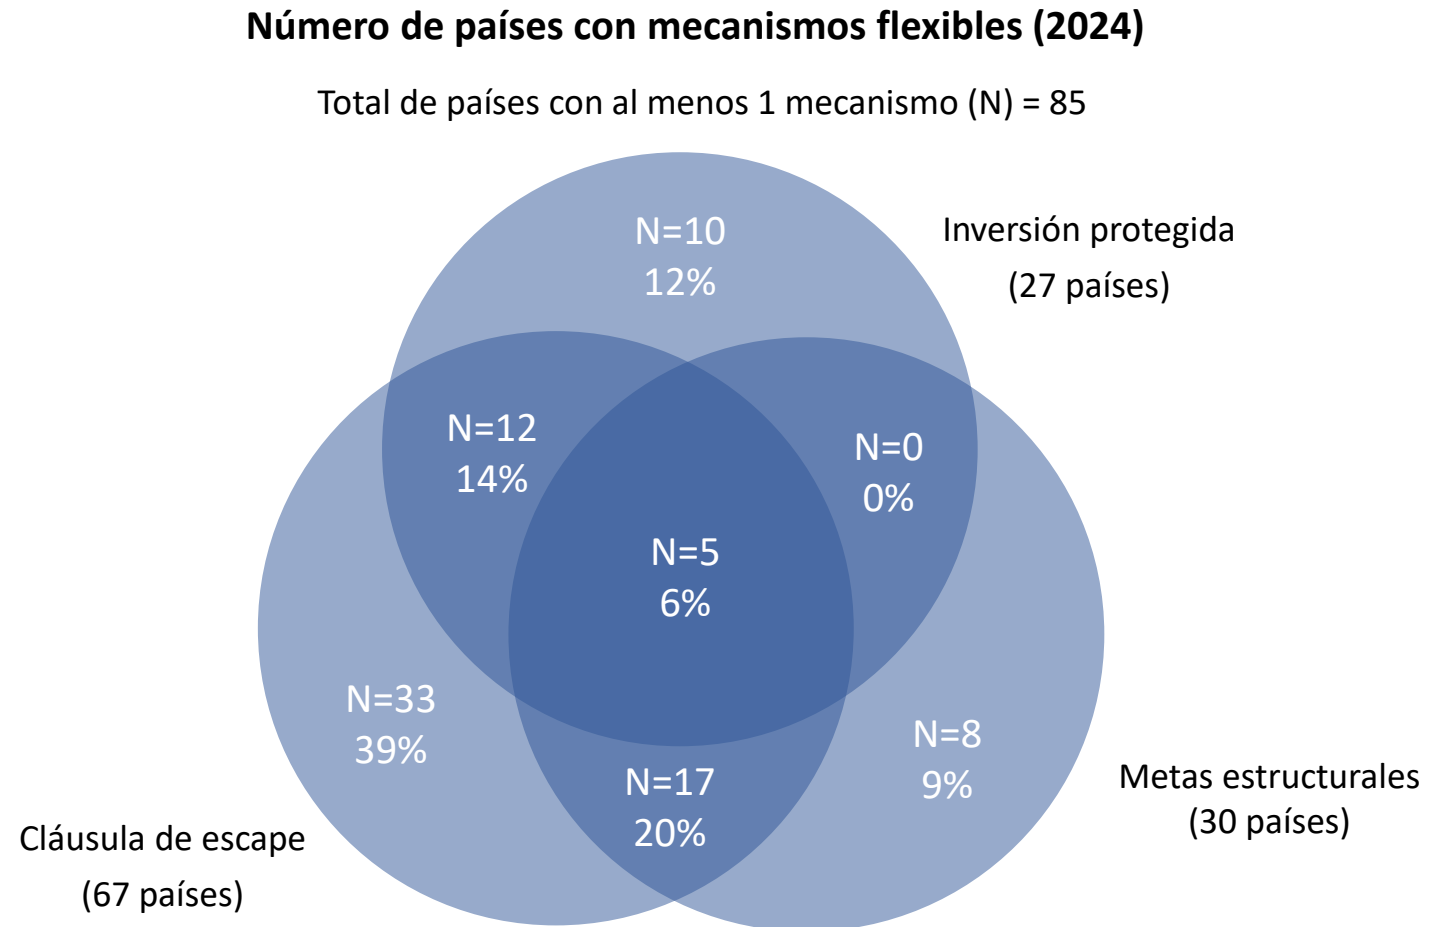 Número de países con mecanismos flexibles (2024)
Total de países con al menos 1 mecanismo (N) = 85
N=10
12%
Inversión protegida
(27 países)
N=12
14%
N=0
0%
N=5
6%
N=33
39%
N=8
9%
N=17
20%
Metas estructurales
(30 países)
Cláusula de escape
(67 países)